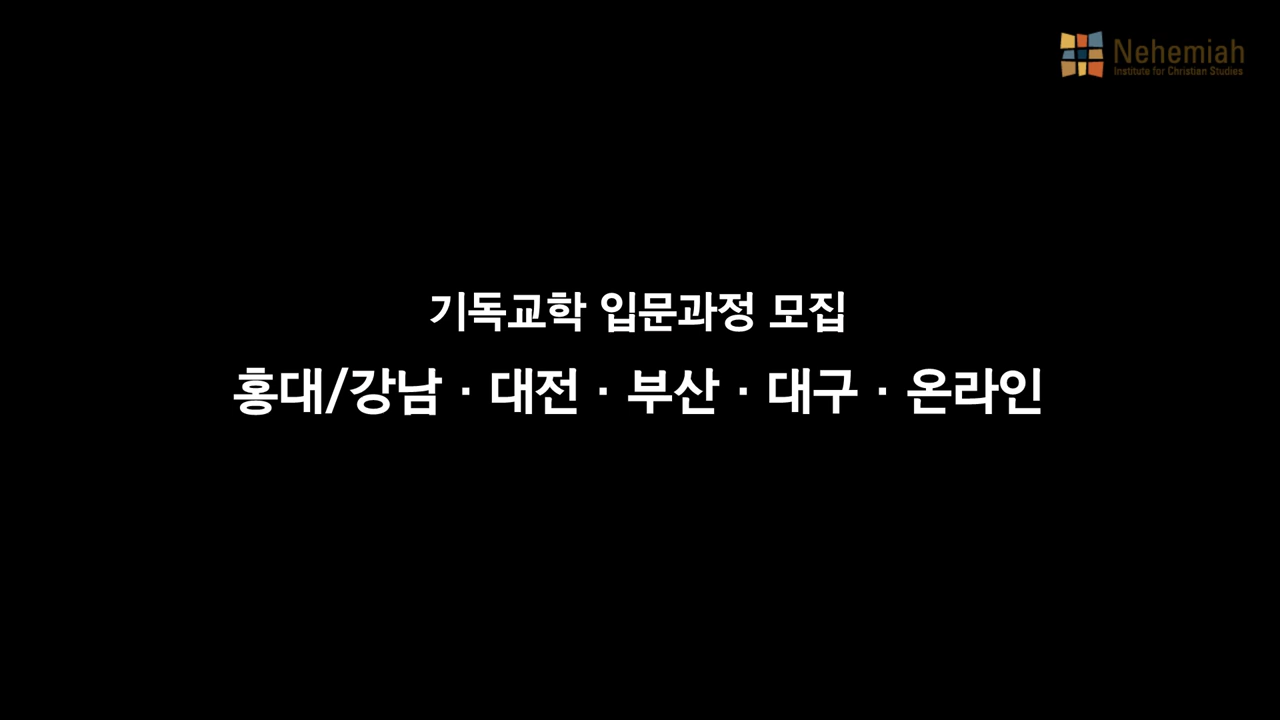 Nehemiah
Institute for Christian Studies
기독교학 입문과정 모집
홍대/강남 · 대전 · 부산 · 대구 · 온라인